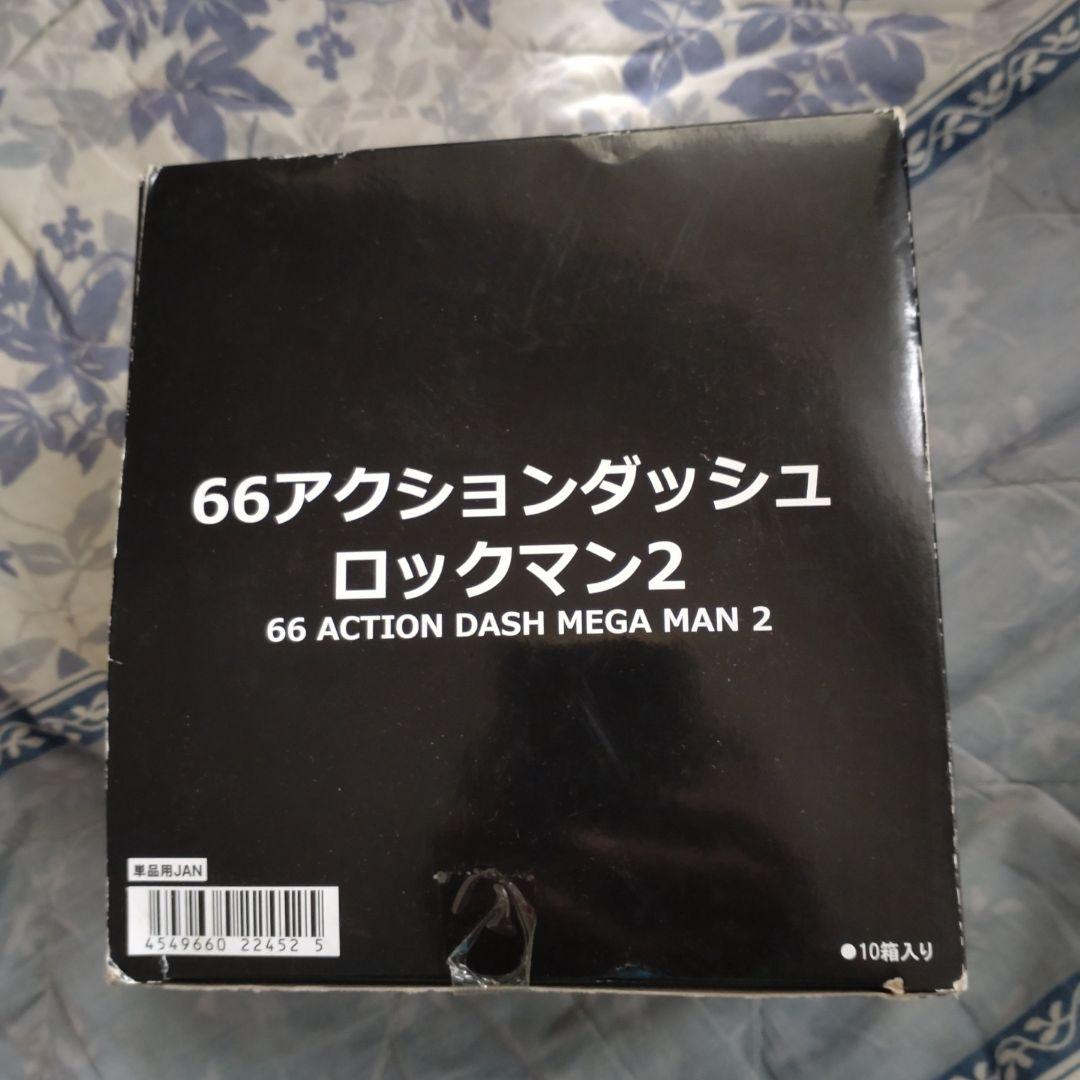 66アクションダッシュ
ロックマン2
66 ACTION DASH MEGA MAN 2
単品用JAN
4549660 22452 5
●10箱入り